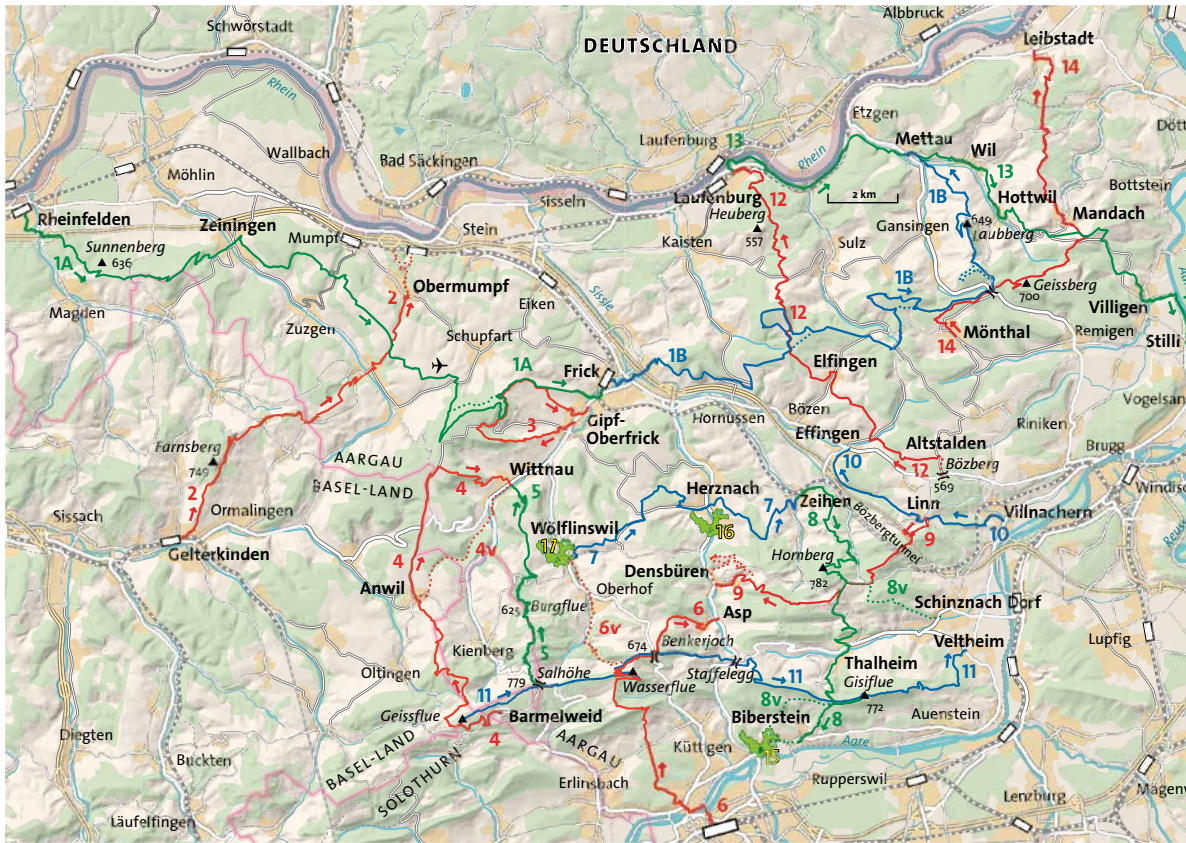 Schwörstadt
Albbruck
DEUTSCHLAND
Leibstadt
14
Rhein
Etzgen
Laufenburg
13
Mettau
Wil
Wallbach
Bad Säckingen
Rhein
13
Möhlin
2 km
1B
Hottwil
Bottstein
Sisseln
Laufenburg
12
Rheinfelden
Zeiningen
Heuberg
557
Gansingen
649
Laubberg
Mandach
Sunnenberg
636
Mumpf
Stein
Kaisten
Sulz
1A
Obermumpf
1B
Geissberg
700
2
Eiken
Sissle
Villigen
Magden
Zuzgen
Schupfart
12
Mönthal
14
Remigen
Stilli
1A
Frick
1B
Elfingen
3
Gipf-
Oberfrick
Hornussen
Bözen
Riniken
Effingen
Altstalden
Brugg
Farnsberg
749
AARGAU
BASEL-LAND
Wittnau
10
12
Bözberg
569
4
5
Herznach
7
Zeihen
Linn
Villnachern
2
Ormalingen
Wölflinswil
17
16
8
Bözbergtunnel
9
10
Sissach
Gelterkinden
4
4v
7
Hornberg
782
Reuss
Anwil
Densbüren
9
8v
Oberhof
Schinznach Dorf
625
Burgflue
6v
6
Asp
Veltheim
Lupfig
Kienberg
5
674
Benkerjoch
Oltingen
Salhöhe
779
Staffelegg
Thalheim
11
Wasserflue
11
Gisiflue
772
11
8v
Geissflue
Barmelweid
Biberstein
8
Auenstein
4
15
Diegten
BASEL-LAND
AARGAU
Küttigen
Aare
Buckten
SOLOTHURN
Erlinsbach
Rupperswil
6
Lenzburg
Läufelfingen